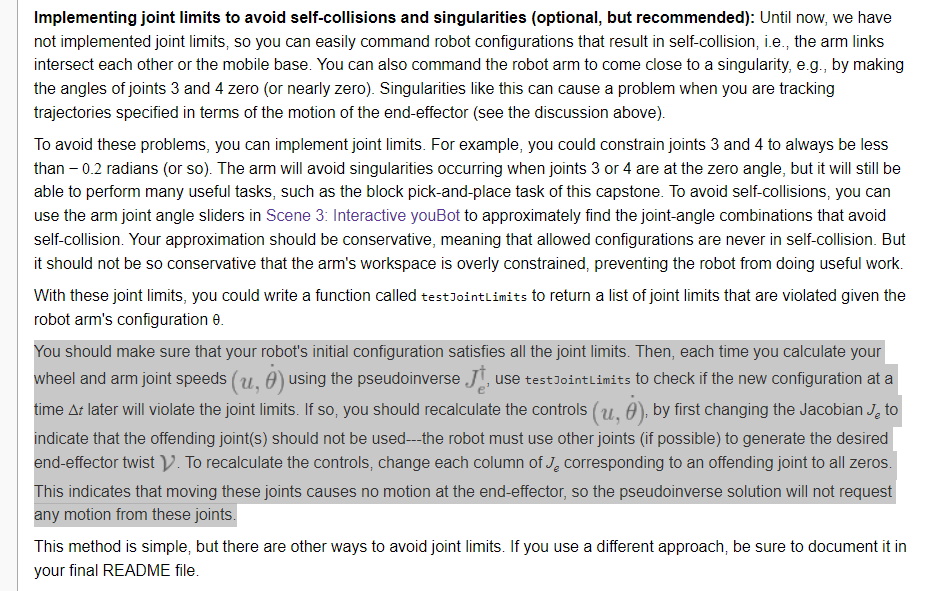 Implementing joint limits to avoid self-collisions and singularities (optional, but recommended): Until now, we have
not implemented joint limits, so you can easily command robot configurations that result in self-collision, i.e., the arm links
intersect each other or the mobile base. You can also command the robot arm to come close to a singularity, e.g., by making
the angles of joints 3 and 4 zero (or nearly zero). Singularities like this can cause a problem when you are tracking
trajectories specified in terms of the motion of the end-effector (see the discussion above).
To avoid these problems, you can implement joint limits. For example, you could constrain joints 3 and 4 to always be less
than − 0.2 radians (or so). The arm will avoid singularities occurring when joints 3 or 4 are at the zero angle, but it will still be
able to perform many useful tasks, such as the block pick-and-place task of this capstone. To avoid self-collisions, you can
use the arm joint angle sliders in Scene 3: Interactive youBot to approximately find the joint-angle combinations that avoid
self-collision. Your approximation should be conservative, meaning that allowed configurations are never in self-collision. But
it should not be so conservative that the arm's workspace is overly constrained, preventing the robot from doing useful work.
With these joint limits, you could write a function called testJointLimits to return a list of joint limits that are violated given the
robot arm's configuration θ.
You should make sure that your robot's initial configuration satisfies all the joint limits. Then, each time you calculate your
wheel and arm joint speeds (u, θ̇) using the pseudoinverse Jₑ†, use testJointLimits to check if the new configuration at a
time Δt later will violate the joint limits. If so, you should recalculate the controls (u, θ̇), by first changing the Jacobian Jₑ to
indicate that the offending joint(s) should not be used---the robot must use other joints (if possible) to generate the desired
end-effector twist 𝒱. To recalculate the controls, change each column of Jₑ corresponding to an offending joint to all zeros.
This indicates that moving these joints causes no motion at the end-effector, so the pseudoinverse solution will not request
any motion from these joints.
This method is simple, but there are other ways to avoid joint limits. If you use a different approach, be sure to document it in
your final README file.